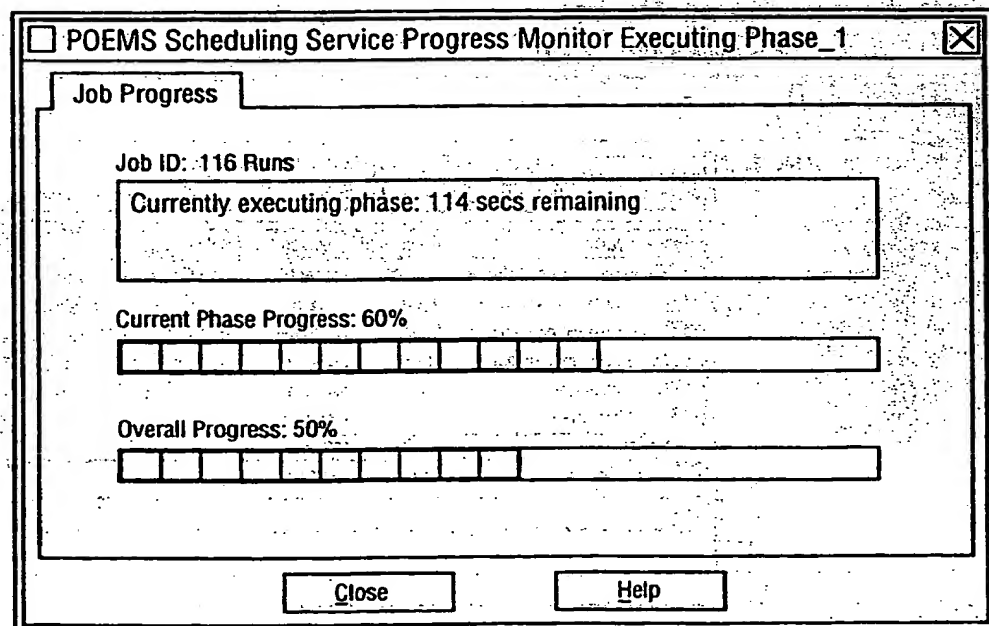 POEMS Scheduling Service Progress Monitor Executing Phase_1
Job Progress
Job ID: 116 Runs
Currently executing phase: 114 secs remaining
Current Phase Progress: 60%
Overall Progress: 50%
Close
Help